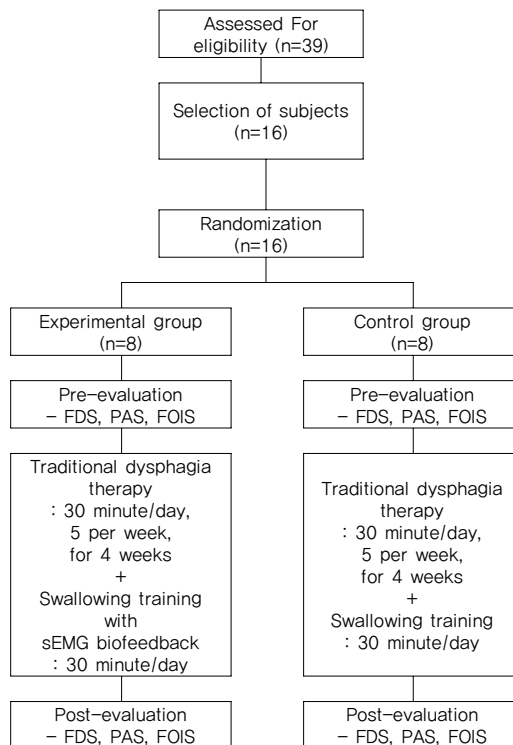 Assessed For
eligibility (n=39)
Selection of subjects
(n=16)
Randomization
(n=16)
Experimental group
(n=8)
Control group
(n=8)
Pre-evaluation
- FDS, PAS, FOIS
Pre-evaluation
- FDS, PAS, FOIS
Traditional dysphagia
therapy
: 30 minute/day,
5 per week,
for 4 weeks
+
Swallowing training
with
sEMG biofeedback
: 30 minute/day
Traditional dysphagia
therapy
: 30 minute/day,
5 per week,
for 4 weeks
+
Swallowing training
: 30 minute/day
Post-evaluation
- FDS, PAS, FOIS
Post-evaluation
- FDS, PAS, FOIS